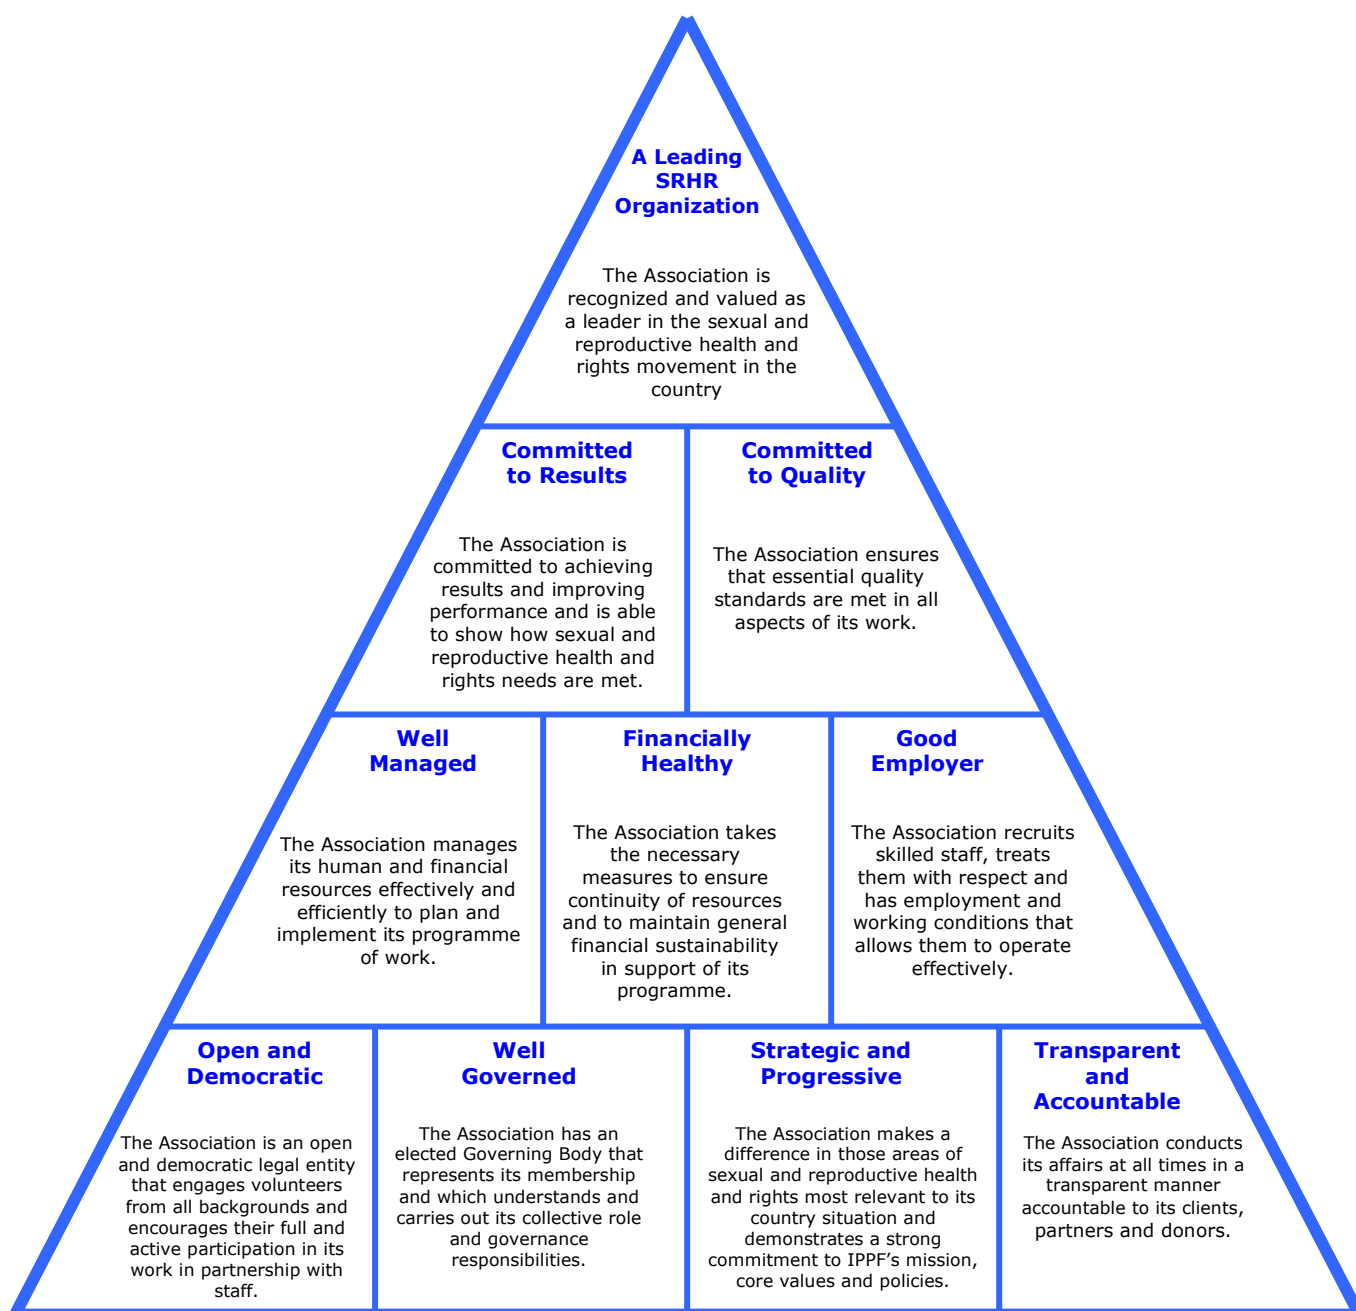 A Leading
SRHR
Organization
The Association is
recognized and valued as
a leader in the sexual and
reproductive health and
rights movement in the
country
Committed
to Results
The Association is
committed to achieving
results and improving
performance and is able
to show how sexual and
reproductive health and
rights needs are met.
Committed
to Quality
The Association ensures
that essential quality
standards are met in all
aspects of its work.
Well
Managed
The Association manages
its human and financial
resources effectively and
efficiently to plan and
implement its programme
of work.
Financially
Healthy
The Association takes
the necessary
measures to ensure
continuity of resources
and to maintain general
financial sustainability
in support of its
programme.
Good
Employer
The Association recruits
skilled staff, treats
them with respect and
has employment and
working conditions that
allows them to operate
effectively.
Open and
Democratic
The Association is an open
and democratic legal entity
that engages volunteers
from all backgrounds and
encourages their full and
active participation in its
work in partnership with
staff.
Well
Governed
The Association has an
elected Governing Body that
represents its membership
and which understands and
carries out its collective role
and governance
responsibilities.
Strategic and
Progressive
The Association makes a
difference in those areas of
sexual and reproductive health
and rights most relevant to its
country situation and
demonstrates a strong
commitment to IPPF’s mission,
core values and policies.
Transparent
and
Accountable
The Association conducts
its affairs at all times in a
transparent manner
accountable to its clients,
partners and donors.